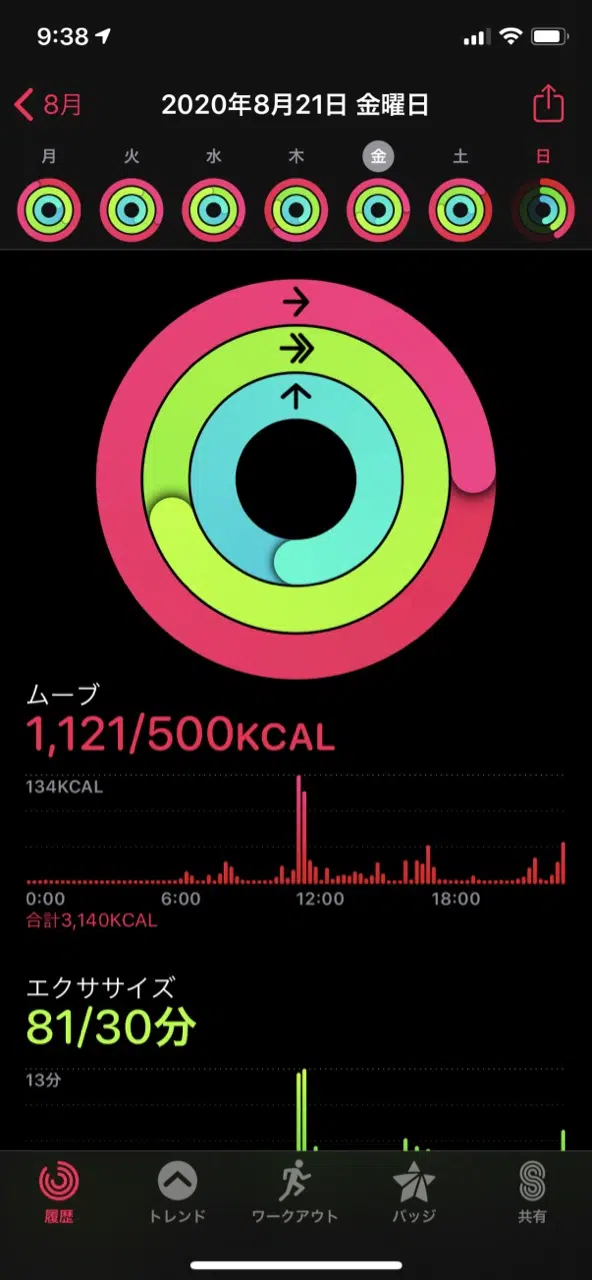 9:38
8月
2020年8月21日 金曜日
月 火 水 木 金 土 日
ムーブ
1,121/500KCAL
134KCAL
0:00 6:00 12:00 18:00
合計3,140KCAL
エクササイズ
81/30分
13分
履歴 トレンド ワークアウト バッジ 共有